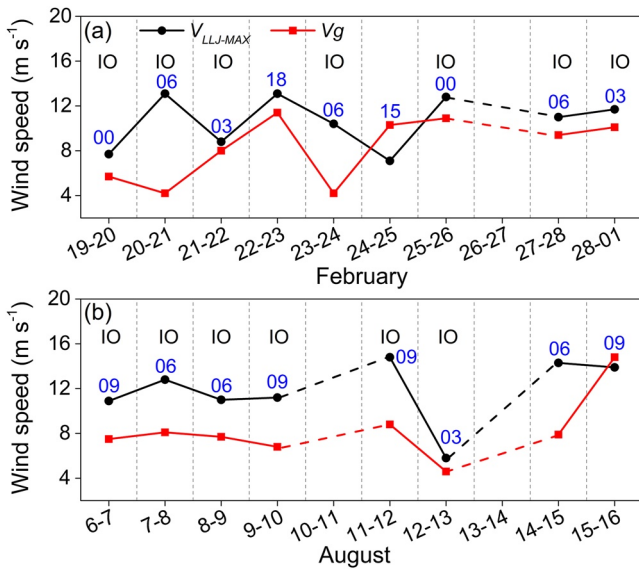 (a)
V_LLJ-MAX Vg
20
16
12
8
4
Wind speed (m s⁻¹)
IO IO IO IO IO IO IO
00 06 03 18 06 15 00 06 03
19-20 20-21 21-22 22-23 23-24 24-25 25-26 26-27 27-28 28-01
February
(b)
20
16
12
8
4
Wind speed (m s⁻¹)
IO IO IO IO IO IO
09 06 06 09 09 03 06 09
6-7 7-8 8-9 9-10 10-11 11-12 12-13 13-14 14-15 15-16
August